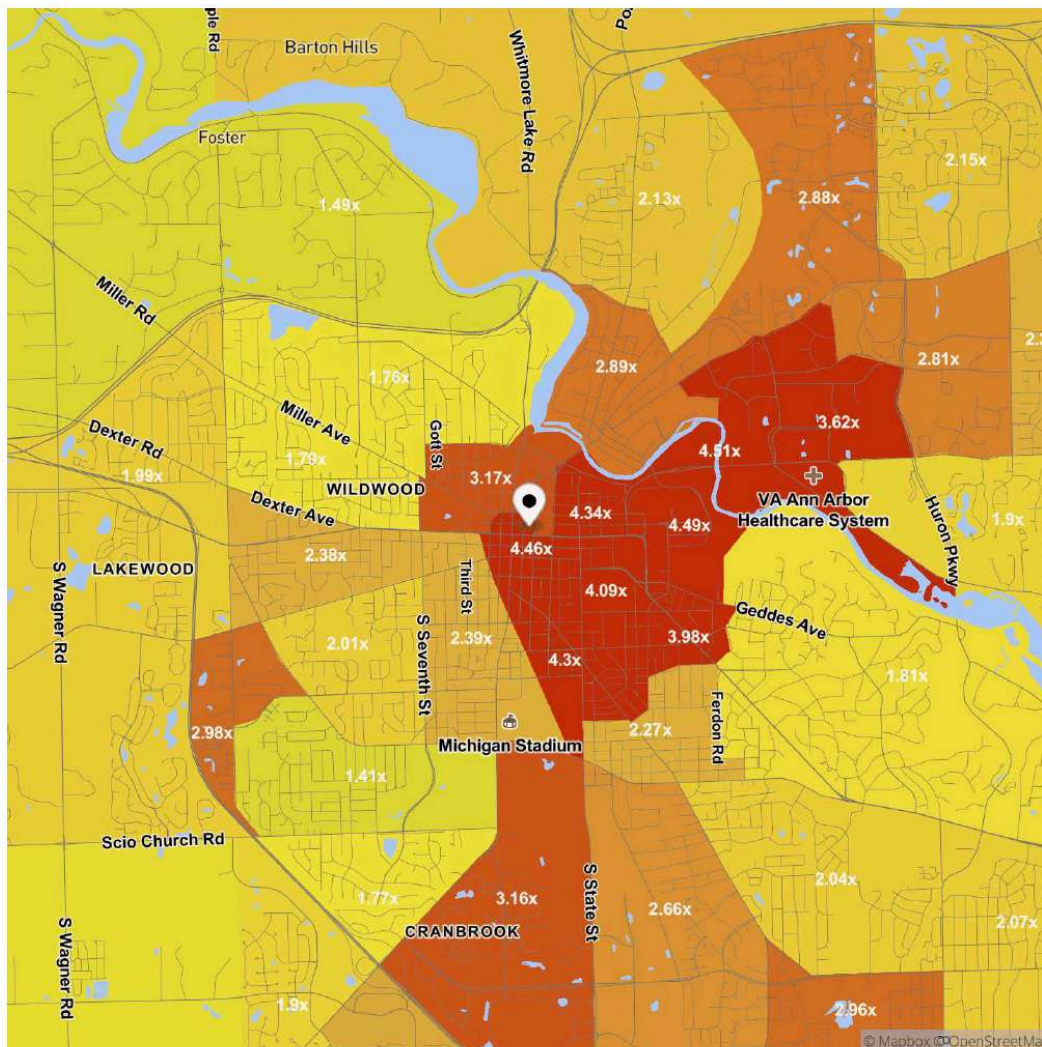 ple Rd
Barton Hills
Whitmore Lake Rd
Po
Foster
2.15x
1.49x
2.13x
2.88x
Miller Rd
2.81x
2.89x
1.76x
Miller Ave
Gott St
3.62x
Dexter Rd
1.99x
1.79x
4.51x
3.17x
WILDWOOD
VA Ann Arbor
Healthcare System
Huron Pkwy
1.9x
Dexter Ave
4.34x
4.49x
4.46x
2.38x
LAKEWOOD
S Wagner Rd
Third St
4.09x
Geddes Ave
2.01x
S Seventh St
2.39x
3.98x
4.3x
1.81x
Ferdon Rd
2.98x
Michigan Stadium
2.27x
1.41x
Scio Church Rd
2.04x
1.77x
3.16x
S State St
2.66x
2.07x
CRANBROOK
S Wagner Rd
1.9x
2.96x
© Mapbox © OpenStreetMa